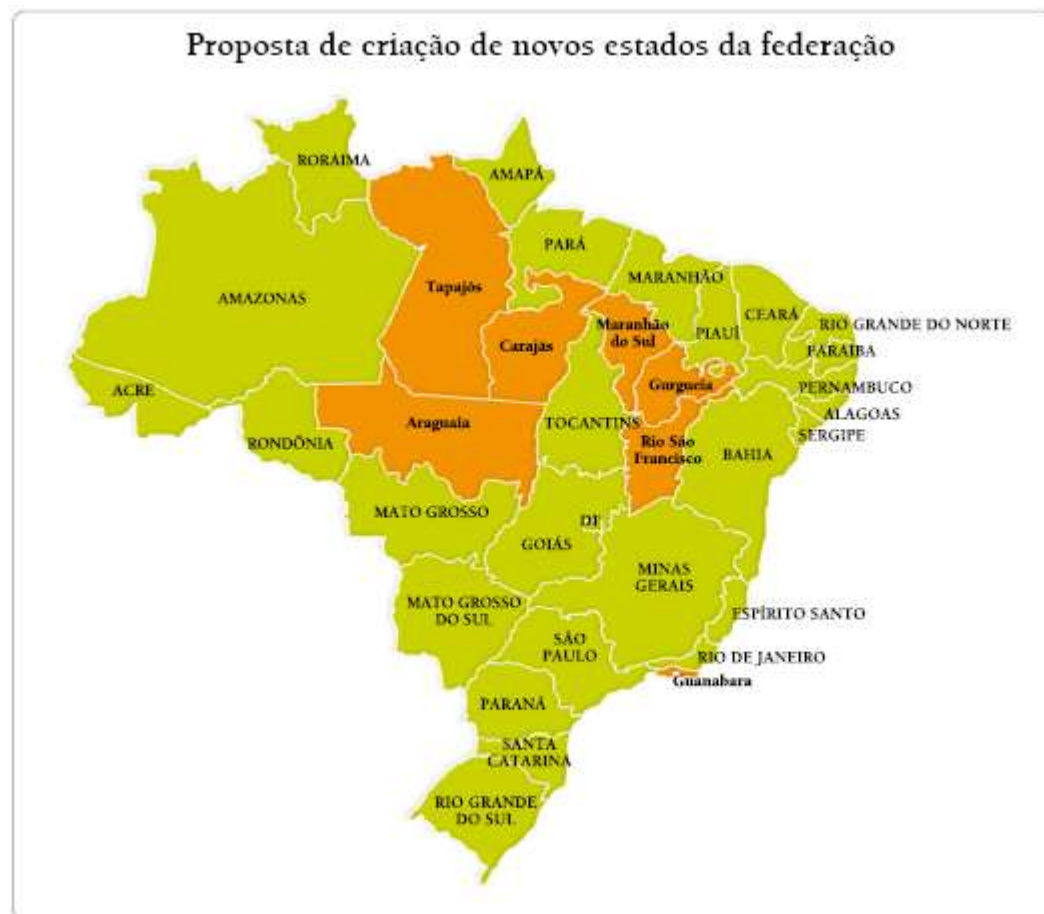 Proposta de criação de novos estados da federação
RORAIMA
AMAPÁ
PARÁ
MARANHÃO
Tapajós
AMAZONAS
CEARÁ
RIO GRANDE DO NORTE
Maranhão
do Sul
PIAUÍ
Carajás
PARAÍBA
Gurgueia
ACRE
PERNAMBUCO
ALAGOAS
Araguaia
TOCANTINS
SERGIPE
RONDÔNIA
Rio São
Francisco
BAHIA
MATO GROSSO
DF
GOIÁS
MINAS
GERAIS
MATO GROSSO
DO SUL
ESPÍRITO SANTO
SÃO
PAULO
RIO DE JANEIRO
Guanabara
PARANÁ
SANTA
CATARINA
RIO GRANDE
DO SUL